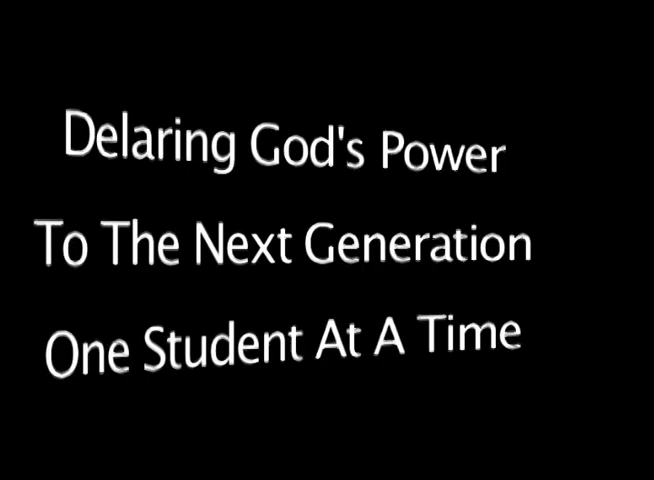 Delaring God's Power
To The Next Generation
One Student At A Time